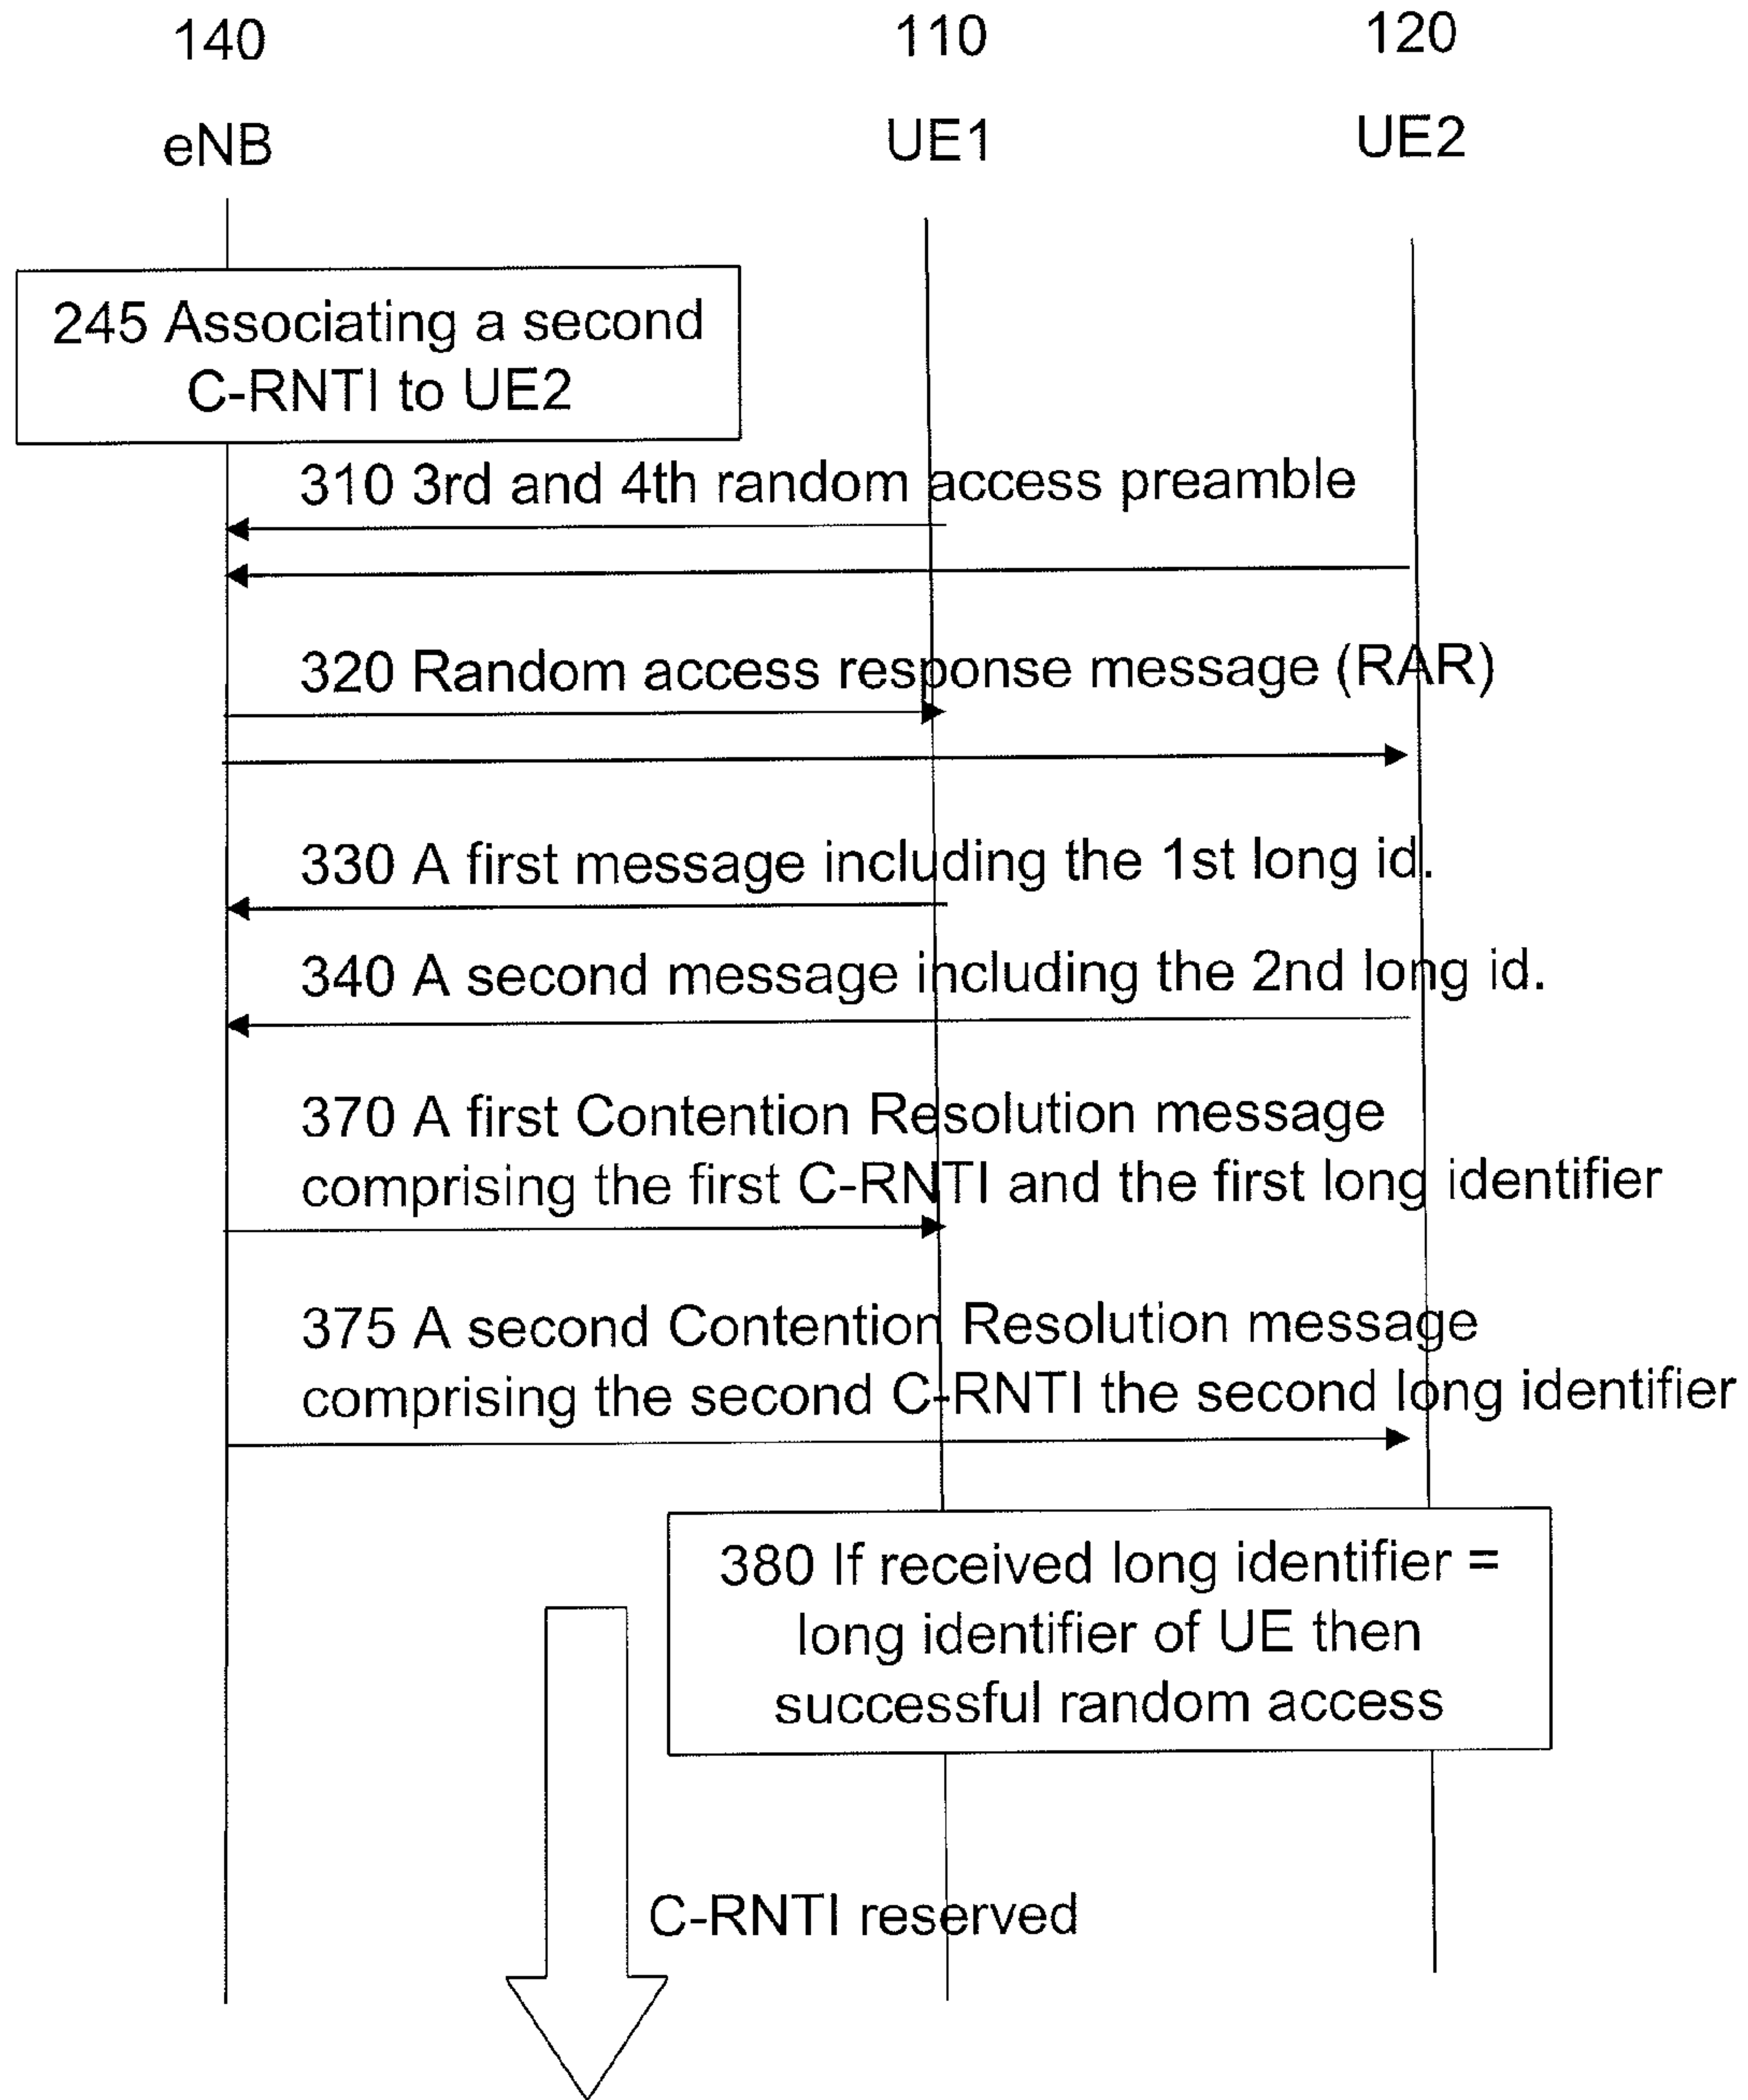 140
110
120
eNB
UE1
UE2
245 Associating a second
C-RNTI to UE2
310 3rd and 4th random access preamble
320 Random access response message (RAR)
330 A first message including the 1st long id.
340 A second message including the 2nd long id.
370 A first Contention Resolution message
comprising the first C-RNTI and the first long identifier
375 A second Contention Resolution message
comprising the second C-RNTI the second long identifier
380 If received long identifier =
long identifier of UE then
successful random access
C-RNTI reserved